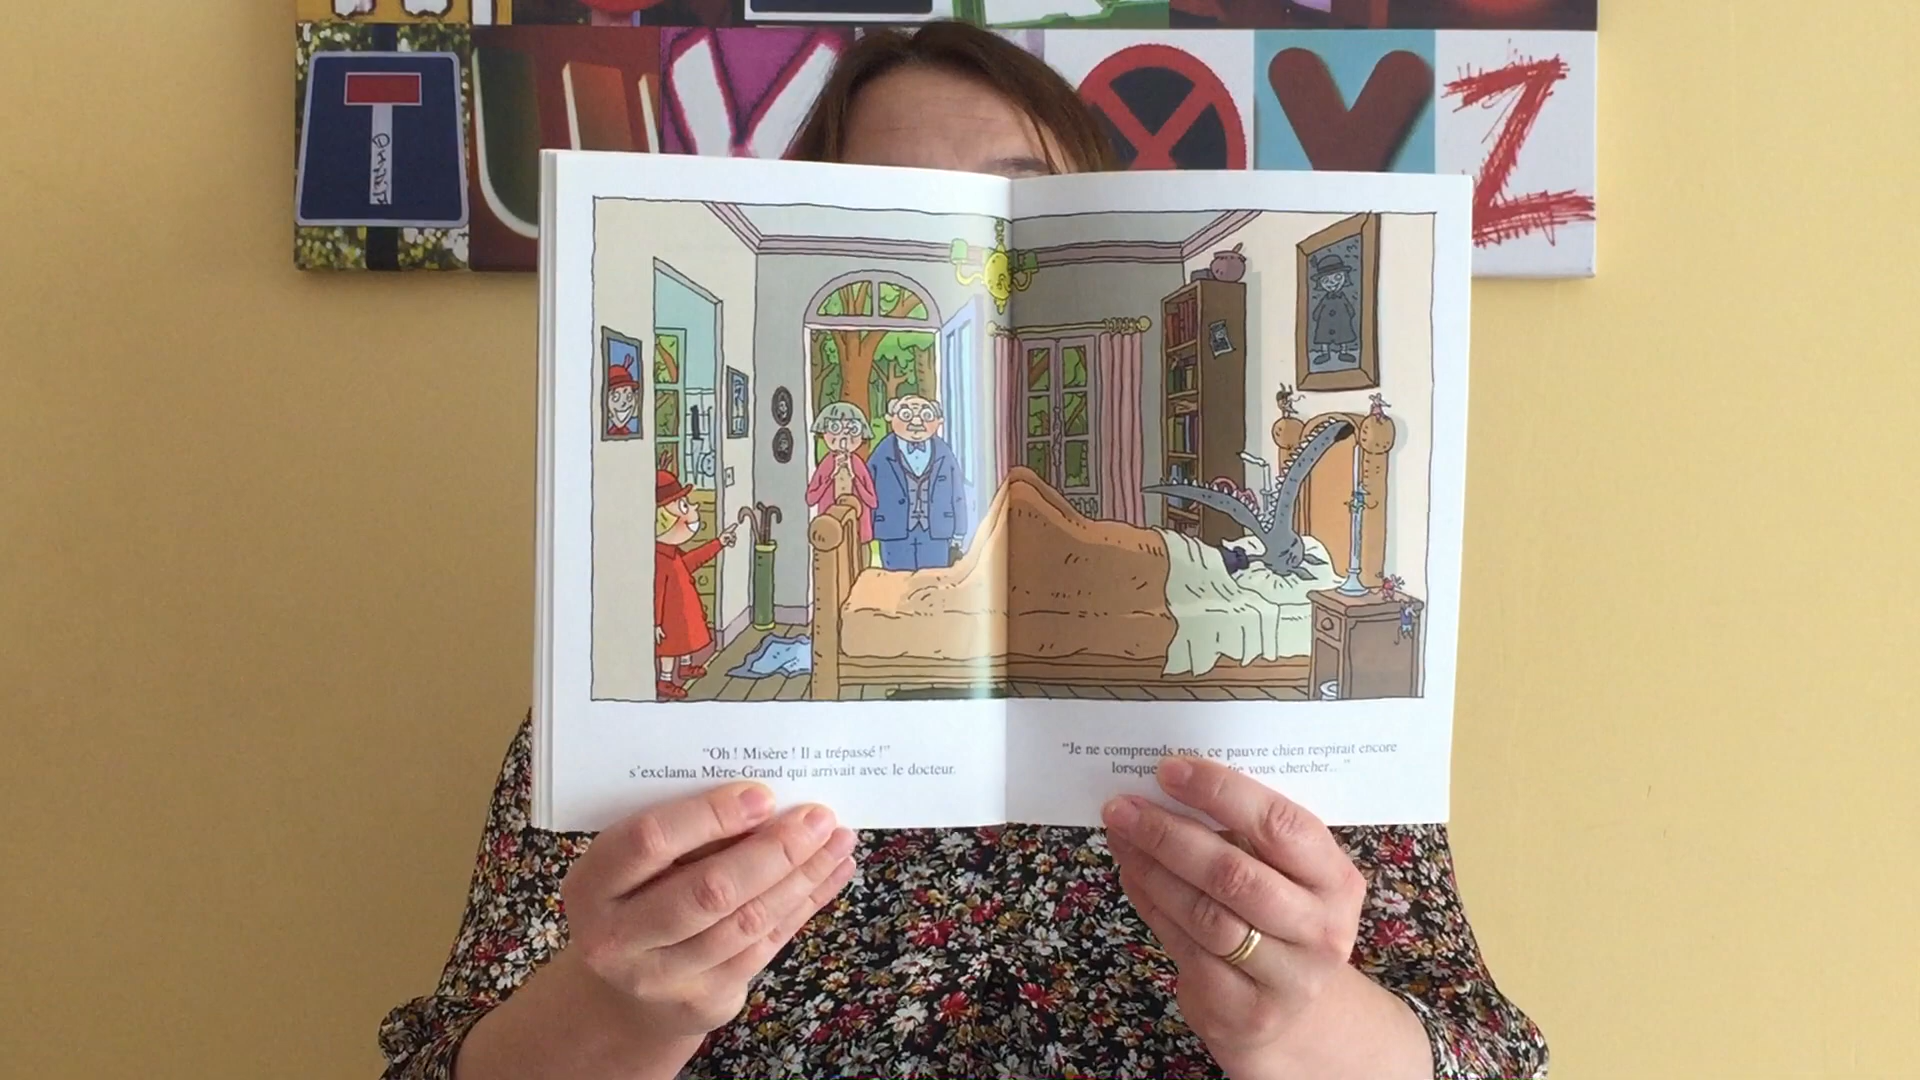 T U V X Y Z
“Oh ! Misère ! Il a trépassé !”
s’exclama Mère-Grand qui arrivait avec le docteur.
“Je ne comprends pas, ce pauvre chien respirait encore
lorsque vous chercher...”